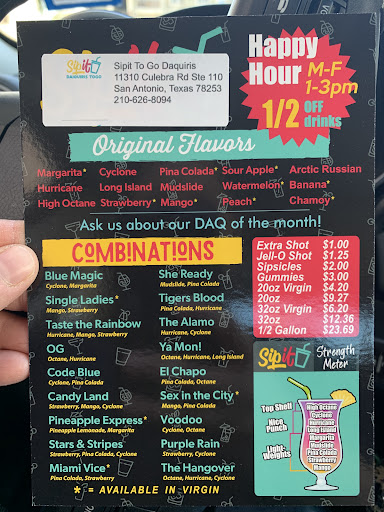 Sip it
DAIQUIRIS TOGO
Sipit To Go Daquiris
11310 Culebra Rd Ste 110
San Antonio, Texas 78253
210-626-8094
Happy
Hour M-F
1-3pm
1/2 OFF
drinks
Original Flavors
Margarita* Cyclone Pina Colada* Sour Apple* Arctic Russian
Hurricane Long Island Mudslide Watermelon* Banana*
High Octane Strawberry* Mango* Peach* Chamoy*
Ask us about our DAQ of the month!
COMBINATIONS
Blue Magic
Cyclone, Margarita
Single Ladies*
Mango, Strawberry
Taste the Rainbow
Hurricane, Mango, Cyclone
OG
Octane, Hurricane
Code Blue
Cyclone, Pina Colada
Candy Land
Strawberry, Mango, Cyclone
Pineapple Express*
Pineapple Lemonade, Margarita
Stars & Stripes
Strawberry, Pina Colada, Cyclone
Miami Vice*
Pina Colada, Strawberry
She Ready
Mudslide, Pina Colada
Tigers Blood
Pina Colada, Hurricane
The Alamo
Hurricane, Cyclone
Ya Mon!
Octane, Hurricane, Long Island
El Chapo
Pina Colada, Octane
Sex in the City*
Mango, Pina Colada
Voodoo
Cyclone, Octane
Purple Rain
Strawberry, Cyclone
The Hangover
Octane, Hurricane, Cyclone
* = AVAILABLE IN VIRGIN
Extra Shot $1.00
Jell-O Shot $1.25
Sipsicles $2.00
Gummies $3.00
20oz Virgin $4.20
20oz $9.27
32oz Virgin $6.20
32oz $12.36
1/2 Gallon $23.69
Sip it Strength
Meter
Top Shelf
Nice
Punch
Light-
Weights
High Octane
Cyclone
Hurricane
Long Island
Margarita
Mudslide
Pina Colada
Strawberry
Mango